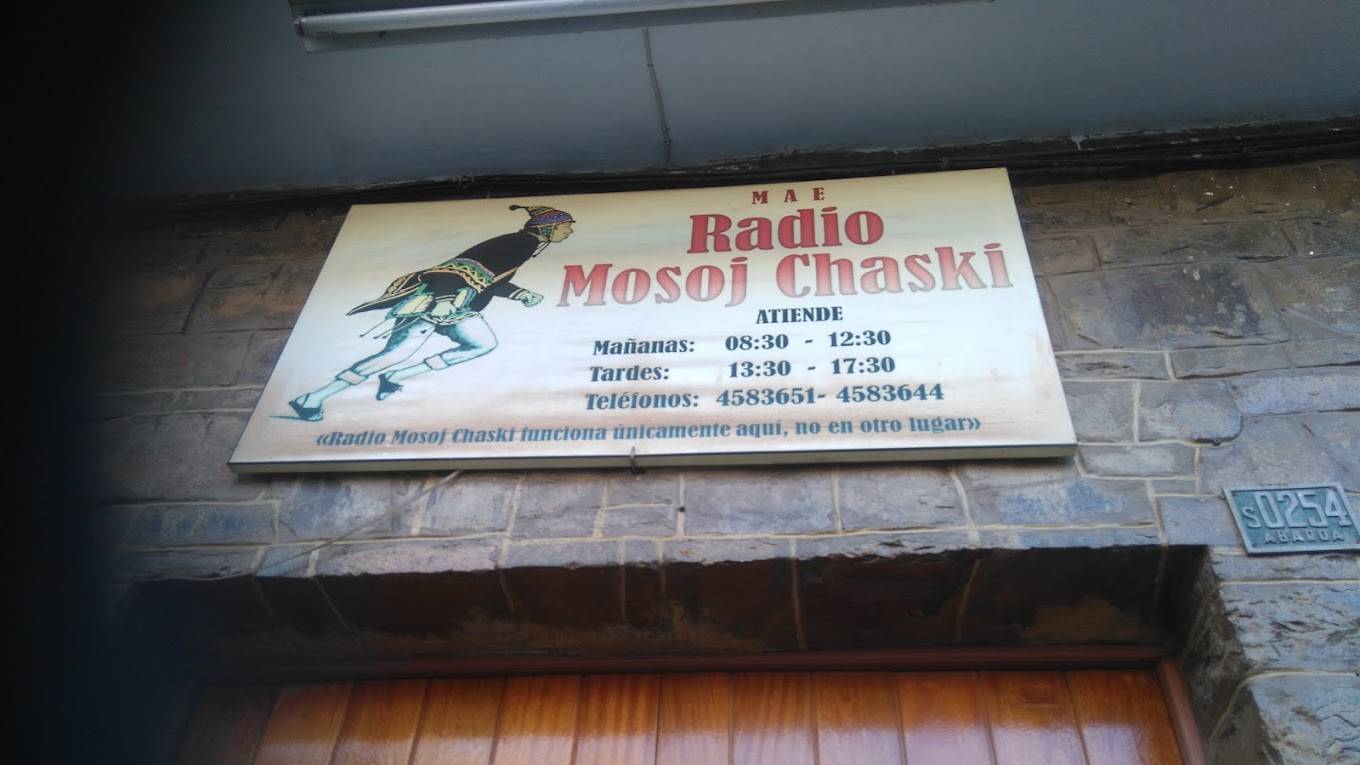 MAE
Radio
Mosoj Chaski
ATIENDE
Mañanas: 08:30 - 12:30
Tardes: 13:30 - 17:30
Teléfonos: 4583651- 4583644
«Radio Mosoj Chaski funciona únicamente aquí, no en otro lugar»
S0254
ABAROA